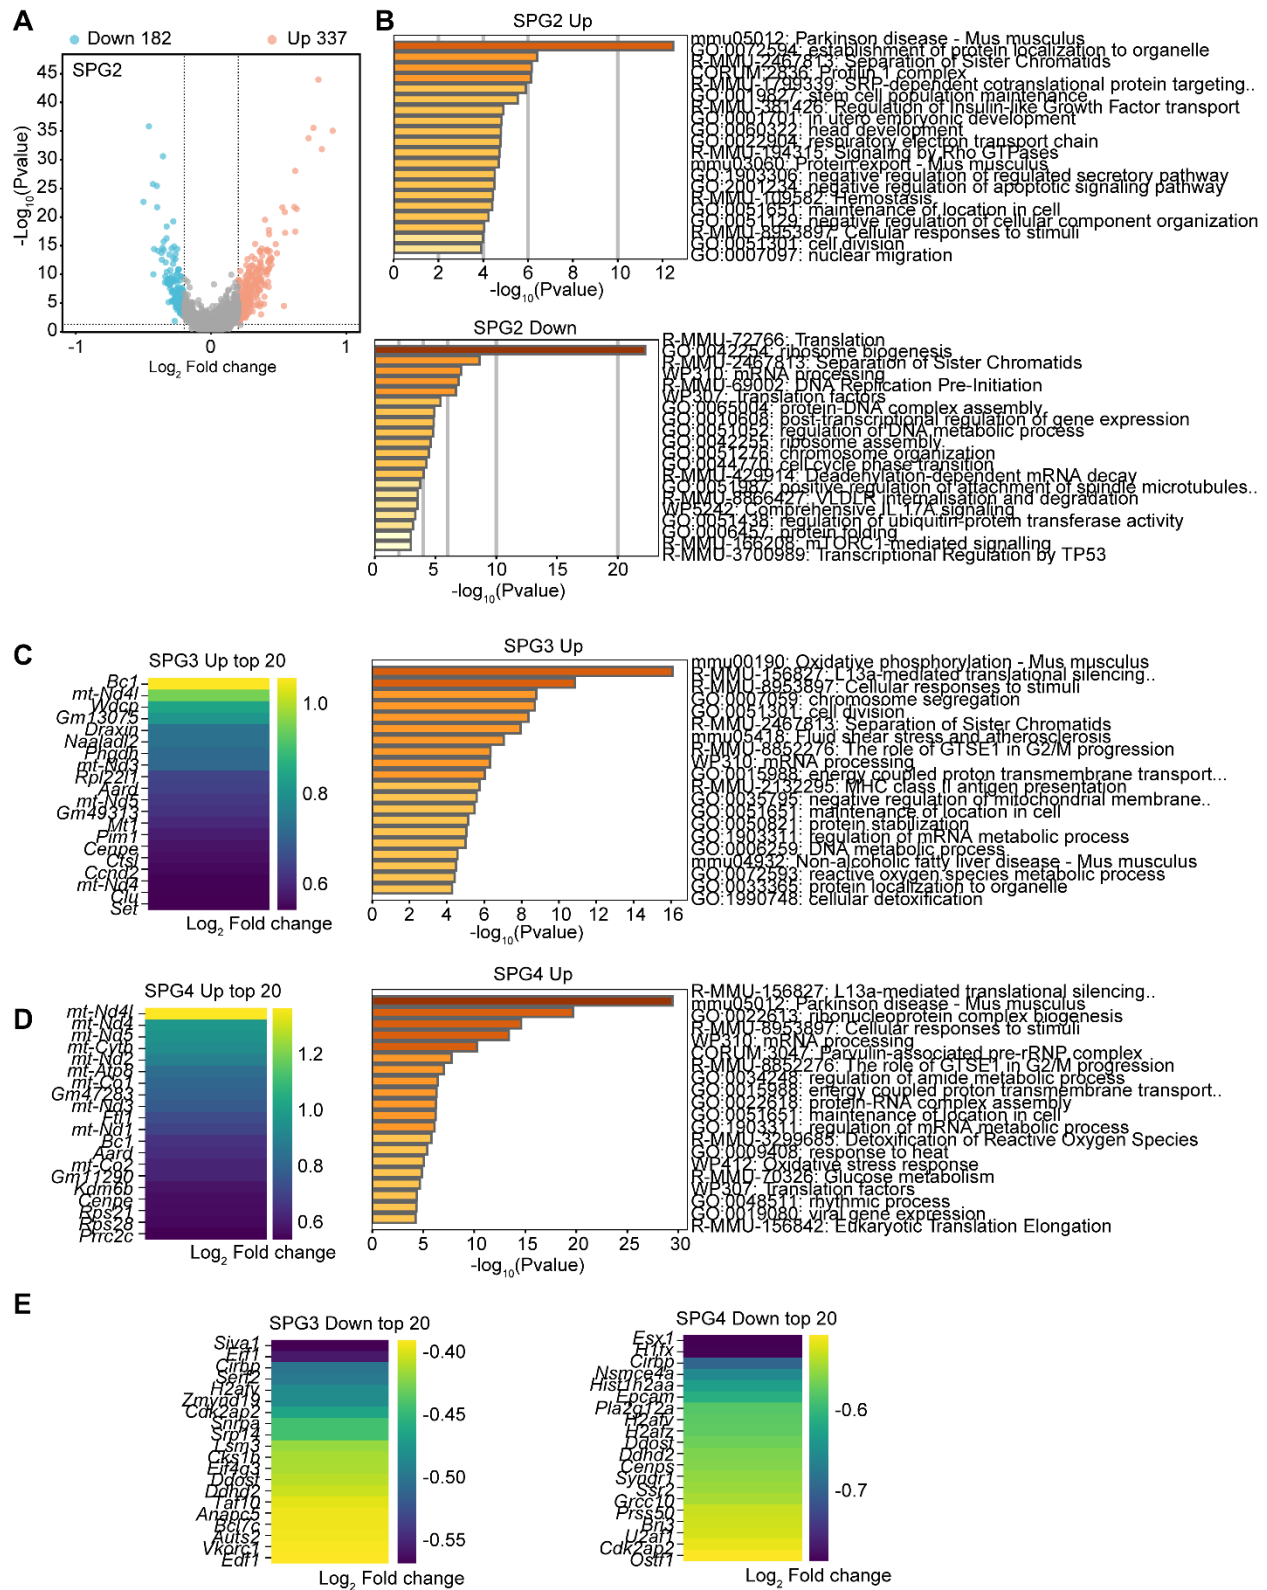 A
Down 182
Up 337
SPG2
45
40
35
30
25
20
15
10
5
0
-1
0
1
-Log10(Pvalue)
Log2 Fold change
B
SPG2 Up
mmu05012: Parkinson disease - Mus musculus
GO:0072594: establishment of protein localization to organelle
R-MMU-2467813: Separation of Sister Chromatids
CORUM:2836: Profilin 1 complex
R-MMU-1799339: SRP-dependent cotranslational protein targeting..
GO:0019827: stem cell population maintenance
R-MMU-381426: Regulation of Insulin-like Growth Factor transport
GO:0001701: in utero embryonic development
GO:0060322: head development
GO:0022904: respiratory electron transport chain
R-MMU-194315: Signaling by Rho GTPases
mmu03060: Protein export - Mus musculus
GO:1903306: negative regulation of regulated secretory pathway
GO:2001234: negative regulation of apoptotic signaling pathway
R-MMU-109582: Hemostasis
GO:0051651: maintenance of location in cell
GO:0051129: negative regulation of cellular component organization
R-MMU-8953897: Cellular responses to stimuli
GO:0051301: cell division
GO:0007097: nuclear migration
0 2 4 6 8 10 12
-log10(Pvalue)
SPG2 Down
R-MMU-72766: Translation
GO:0042254: ribosome biogenesis
R-MMU-2467813: Separation of Sister Chromatids
WP310: mRNA processing
R-MMU-69002: DNA Replication Pre-Initiation
WP307: Translation factors
GO:0065004: protein-DNA complex assembly
GO:0010608: post-transcriptional regulation of gene expression
GO:0051052: regulation of DNA metabolic process
GO:0042255: ribosome assembly
GO:0051276: chromosome organization
GO:0044770: cell cycle phase transition
R-MMU-429914: Deadenylation-dependent mRNA decay
GO:0051987: positive regulation of attachment of spindle microtubules..
R-MMU-8866427: VLDLR internalisation and degradation
WP5242: Comprehensive IL 17A signaling
GO:0051438: regulation of ubiquitin-protein transferase activity
GO:0006457: protein folding
R-MMU-166208: mTORC1-mediated signalling
R-MMU-3700989: Transcriptional Regulation by TP53
0 5 10 15 20
-log10(Pvalue)
C
SPG3 Up top 20
Bc1
mt-Nd4l
Wdcp
Gm13075
Draxin
Naaladl2
Phgdh
mt-Nd3
Rpl22l1
Aard
mt-Nd5
Gm49313
Mt1
Pim1
Cenpe
Ctsl
Ccnd2
mt-Nd4
Clu
Set
1.0
0.8
0.6
Log2 Fold change
SPG3 Up
mmu00190: Oxidative phosphorylation - Mus musculus
R-MMU-156827: L13a-mediated translational silencing..
R-MMU-8953897: Cellular responses to stimuli
GO:0007059: chromosome segregation
GO:0051301: cell division
R-MMU-2467813: Separation of Sister Chromatids
mmu05418: Fluid shear stress and atherosclerosis
R-MMU-8852276: The role of GTSE1 in G2/M progression
WP310: mRNA processing
GO:0015988: energy coupled proton transmembrane transport...
R-MMU-2132295: MHC class II antigen presentation
GO:0035795: negative regulation of mitochondrial membrane..
GO:0051651: maintenance of location in cell
GO:0050821: protein stabilization
GO:1903311: regulation of mRNA metabolic process
GO:0006259: DNA metabolic process
mmu04932: Non-alcoholic fatty liver disease - Mus musculus
GO:0072593: reactive oxygen species metabolic process
GO:0033365: protein localization to organelle
GO:1990748: cellular detoxification
0 2 4 6 8 10 12 14 16
-log10(Pvalue)
D
SPG4 Up top 20
mt-Nd4l
mt-Nd4
mt-Nd5
mt-Cytb
mt-Nd2
mt-Atp8
mt-Co1
Gm47283
mt-Nd3
Ftl1
mt-Nd1
Bc1
Aard
mt-Co2
Gm11290
Kdm6b
Cenpe
Rps21
Rps28
Prrc2c
1.2
1.0
0.8
0.6
Log2 Fold change
SPG4 Up
R-MMU-156827: L13a-mediated translational silencing..
mmu05012: Parkinson disease - Mus musculus
GO:0022613: ribonucleoprotein complex biogenesis
R-MMU-8953897: Cellular responses to stimuli
WP310: mRNA processing
CORUM:3047: Parvulin-associated pre-rRNP complex
R-MMU-8852276: The role of GTSE1 in G2/M progression
GO:0034248: regulation of amide metabolic process
GO:0015988: energy coupled proton transmembrane transport..
GO:0022618: protein-RNA complex assembly
GO:0051651: maintenance of location in cell
GO:1903311: regulation of mRNA metabolic process
R-MMU-3299685: Detoxification of Reactive Oxygen Species
GO:0009408: response to heat
WP412: Oxidative stress response
R-MMU-70326: Glucose metabolism
WP307: Translation factors
GO:0048511: rhythmic process
GO:0019080: viral gene expression
R-MMU-156842: Eukaryotic Translation Elongation
0 5 10 15 20 25 30
-log10(Pvalue)
E
SPG3 Down top 20
Siva1
Erf1
Cirbp
Serf2
H2afv
Zmynd19
Cdk2ap2
Snrpa
Srp14
Lsm3
Cks1b
Eif4g3
Ddost
Ddhd2
Taf10
Anapc5
Bcl7c
Auts2
Vkorc1
Edf1
-0.40
-0.45
-0.50
-0.55
Log2 Fold change
SPG4 Down top 20
Esx1
H1fx
Cirbp
Nsmce4a
Hist1h2aa
Epcam
Pla2g12a
H2afv
H2afz
Ddost
Ddhd2
Cenps
Syngr1
Ssr2
Grcc10
Prss50
Bri3
U2af1
Cdk2ap2
Ostf1
-0.6
-0.7
Log2 Fold change